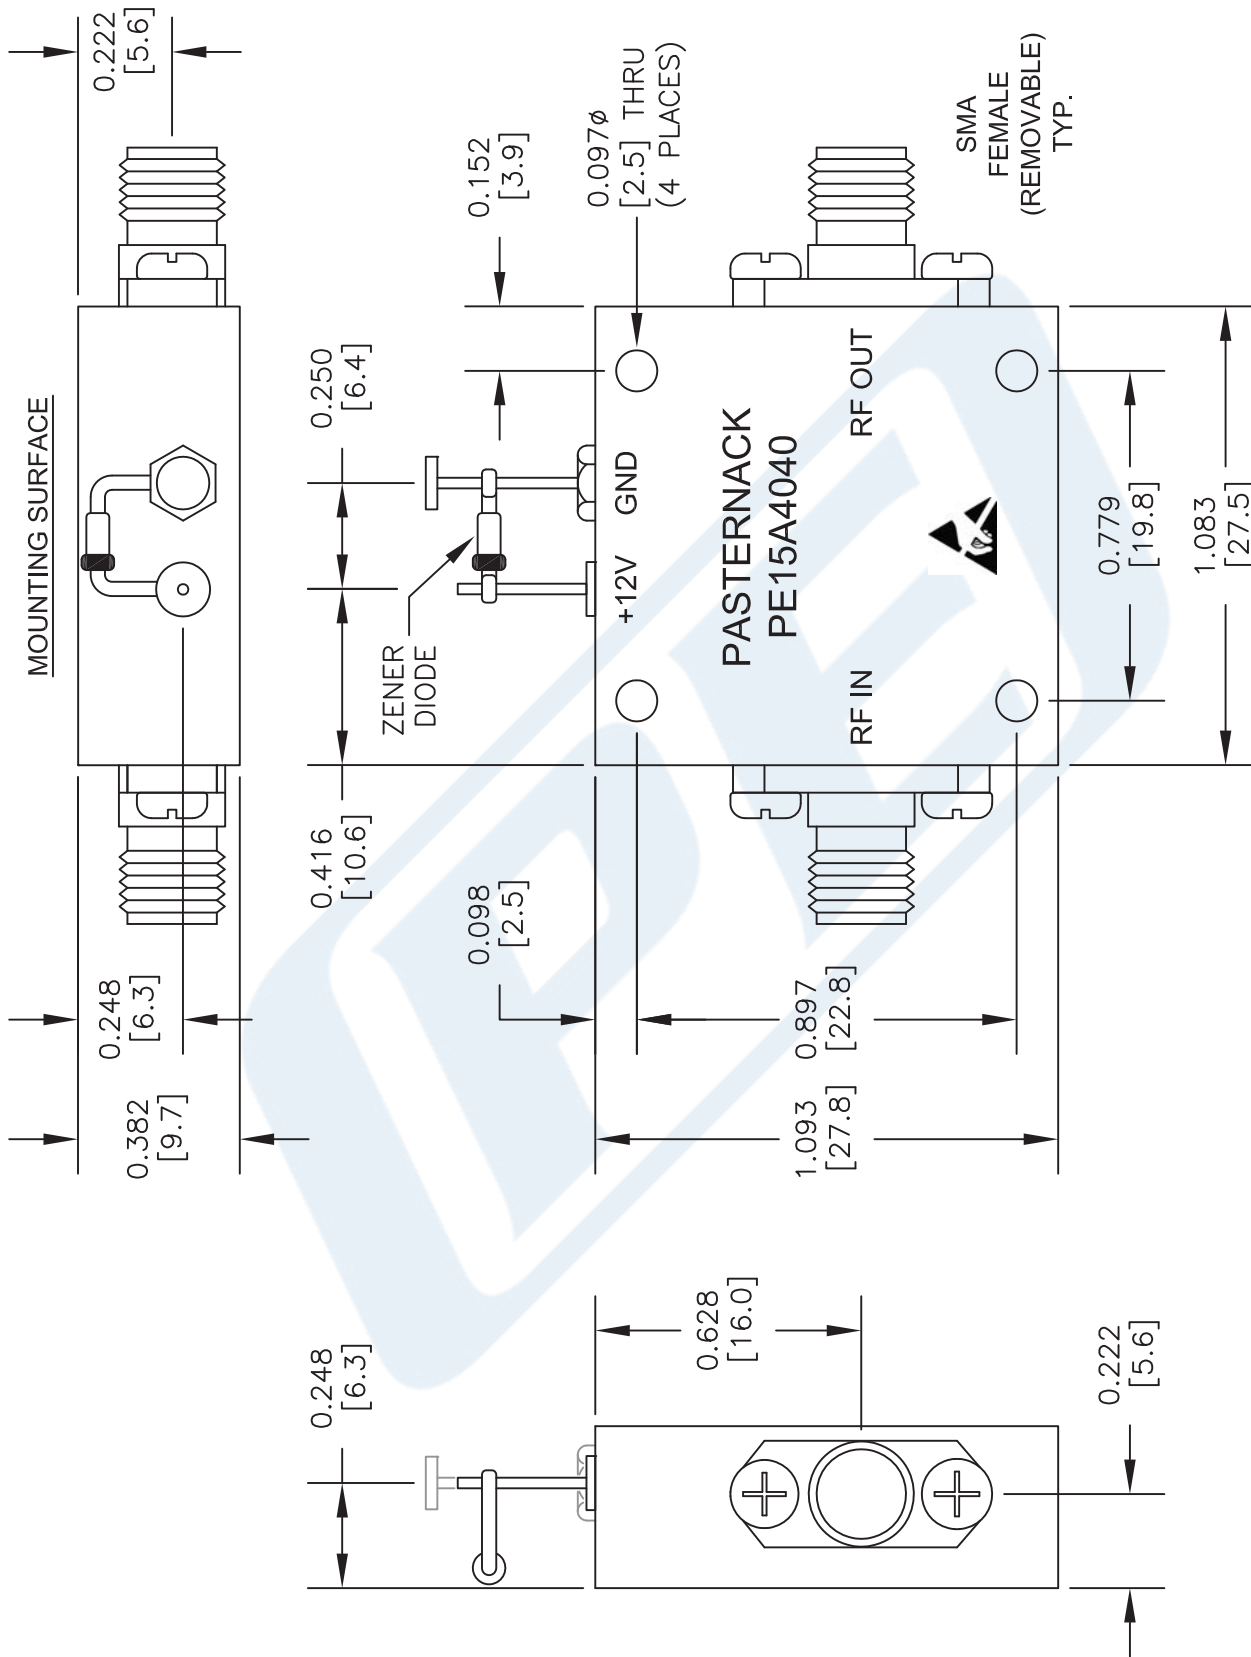 MOUNTING SURFACE
0.222
[5.6]
0.248
[6.3]
0.382
[9.7]
0.250
[6.4]
0.416
[10.6]
ZENER
DIODE
0.152
[3.9]
0.097ø
[2.5] THRU
(4 PLACES)
0.098
[2.5]
+12V
GND
PASTERNACK
PE15A4040
RF IN
RF OUT
SMA
FEMALE
(REMOVABLE)
TYP.
0.897
[22.8]
1.093
[27.8]
0.779
[19.8]
1.083
[27.5]
0.248
[6.3]
0.628
[16.0]
0.222
[5.6]
PE